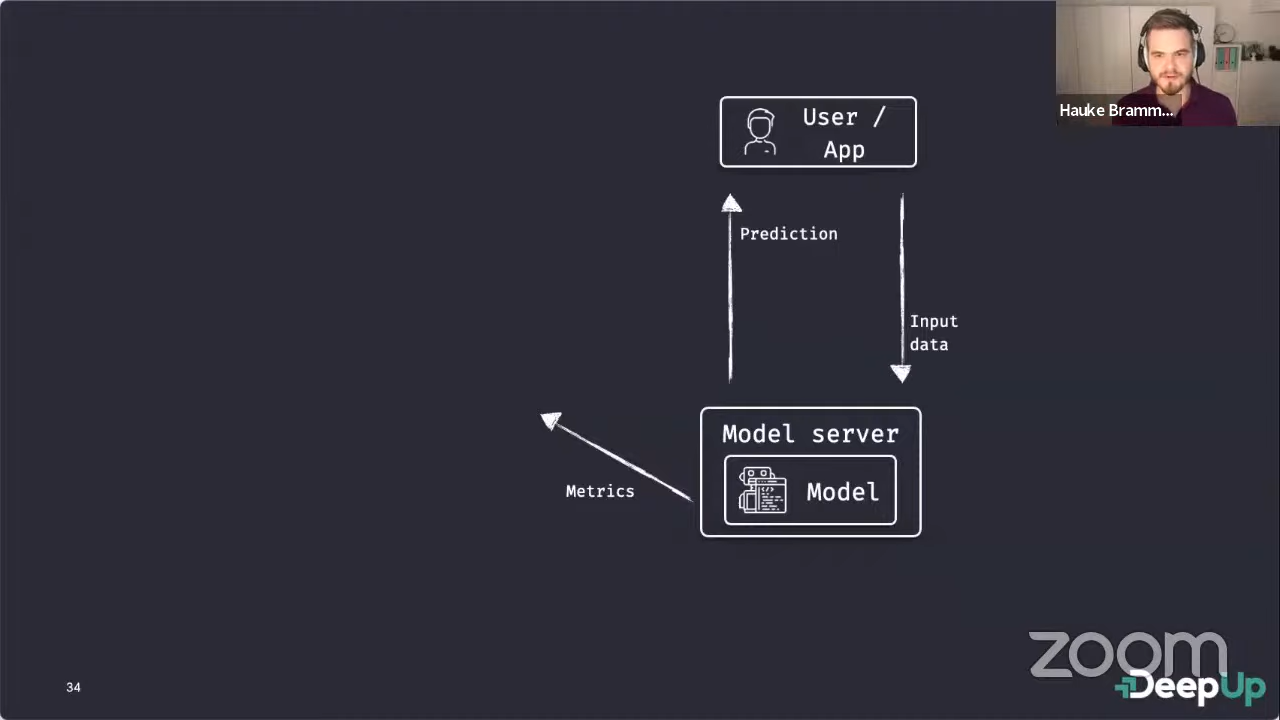 Hauke Bramm...
User /
App
Prediction
Input
data
Model server
Model
Metrics
34
zoom
DeepUp